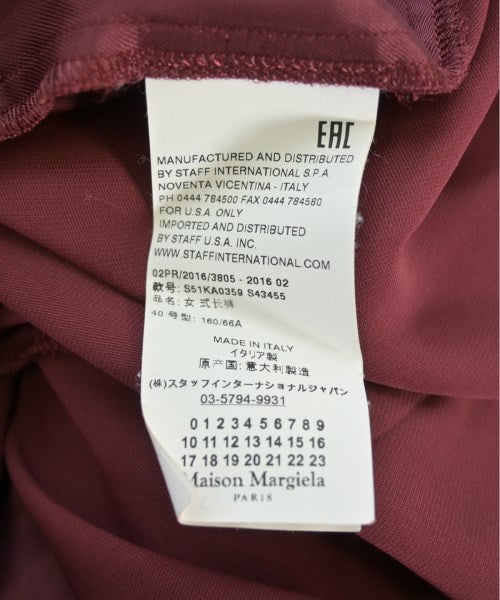 EAC
MANUFACTURED AND DISTRIBUTED
BY STAFF INTERNATIONAL S.P.A.
NOVENTA VICENTINA - ITALY
PH 0444 784500 FAX 0444 784580
FOR U.S.A. ONLY
IMPORTED AND DISTRIBUTED
BY STAFF U.S.A. INC.
WWW.STAFFINTERNATIONAL.COM
02PR/2016/3805 - 2016 02
款号: S51KA0359 S43455
品名: 女式长裤
40 号型: 160/66A
MADE IN ITALY
イタリア製
原产国: 意大利製造
(株)スタッフインターナショナルジャパン
03-5794-9931
0 1 2 3 4 5 6 7 8 9
10 11 12 13 14 15 16
17 18 19 20 21 22 23
Maison Margiela
PARIS